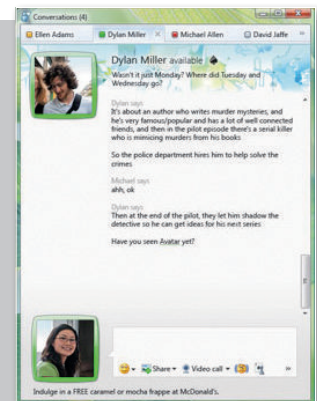 Conversations (4)
Ellen Adams Dylan Miller Michael Allen David Jaffe
Dylan Miller available
Wasn't it just Monday? Where did Tuesday and
Wednesday go?
Dylan says
It's about an author who writes murder mysteries, and
he's very famous/popular and has a lot of well connected
friends, and then in the pilot episode there's a serial killer
who is mimicing murders from his books
So the police department hires him to help solve the
crimes
Michael says
ahh, ok
Dylan says
Then at the end of the pilot, they let him shadow the
detective so he can get ideas for his next series
Have you seen Avatar yet?
Share Video call
Indulge in a FREE caramel or mocha frappe at McDonald's.